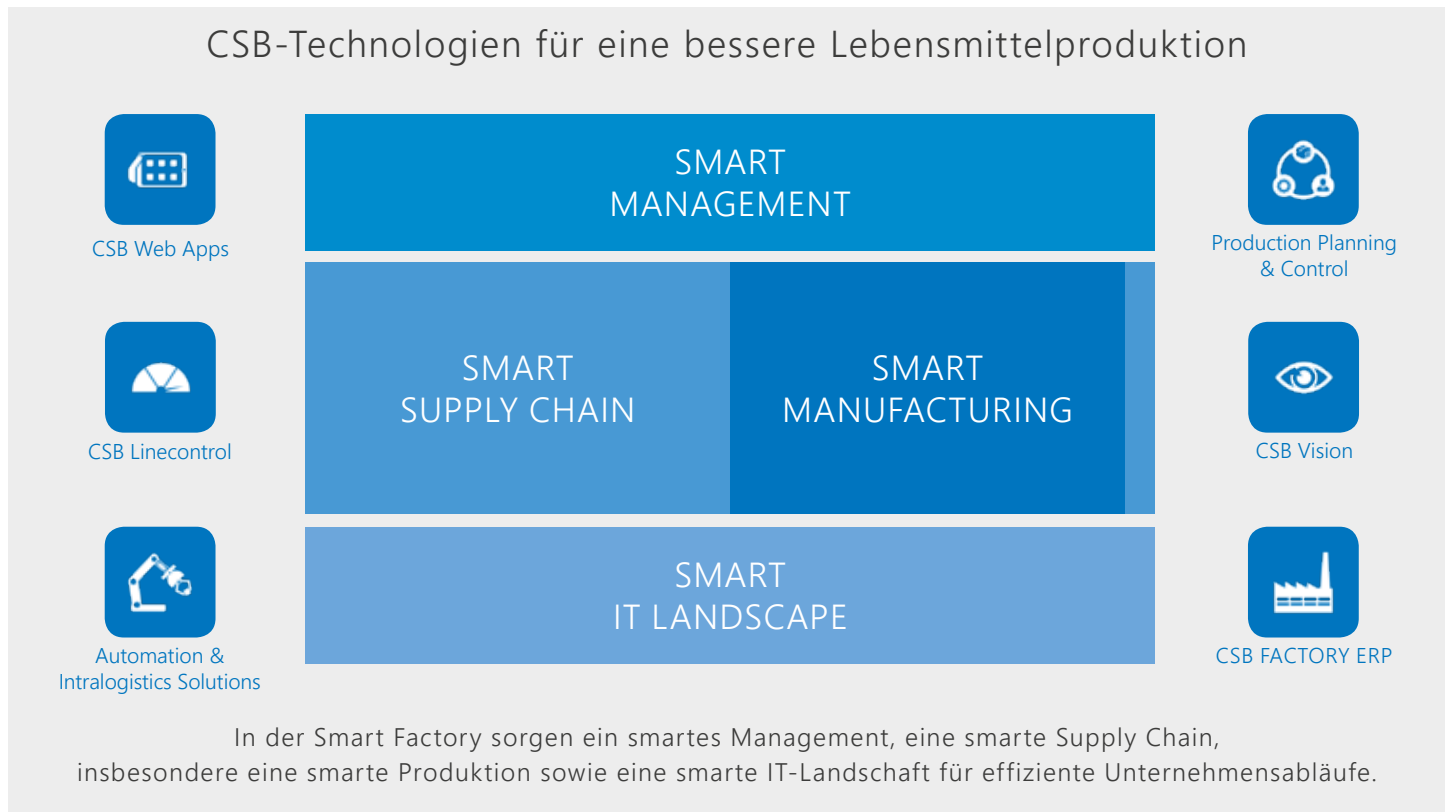 CSB-Technologien für eine bessere Lebensmittelproduktion
CSB Web Apps
CSB Linecontrol
Automation &
Intralogistics Solutions
SMART
MANAGEMENT
SMART
SUPPLY CHAIN
SMART
MANUFACTURING
SMART
IT LANDSCAPE
Production Planning
& Control
CSB Vision
CSB FACTORY ERP
In der Smart Factory sorgen ein smartes Management, eine smarte Supply Chain,
insbesondere eine smarte Produktion sowie eine smarte IT-Landschaft für effiziente Unternehmensabläufe.